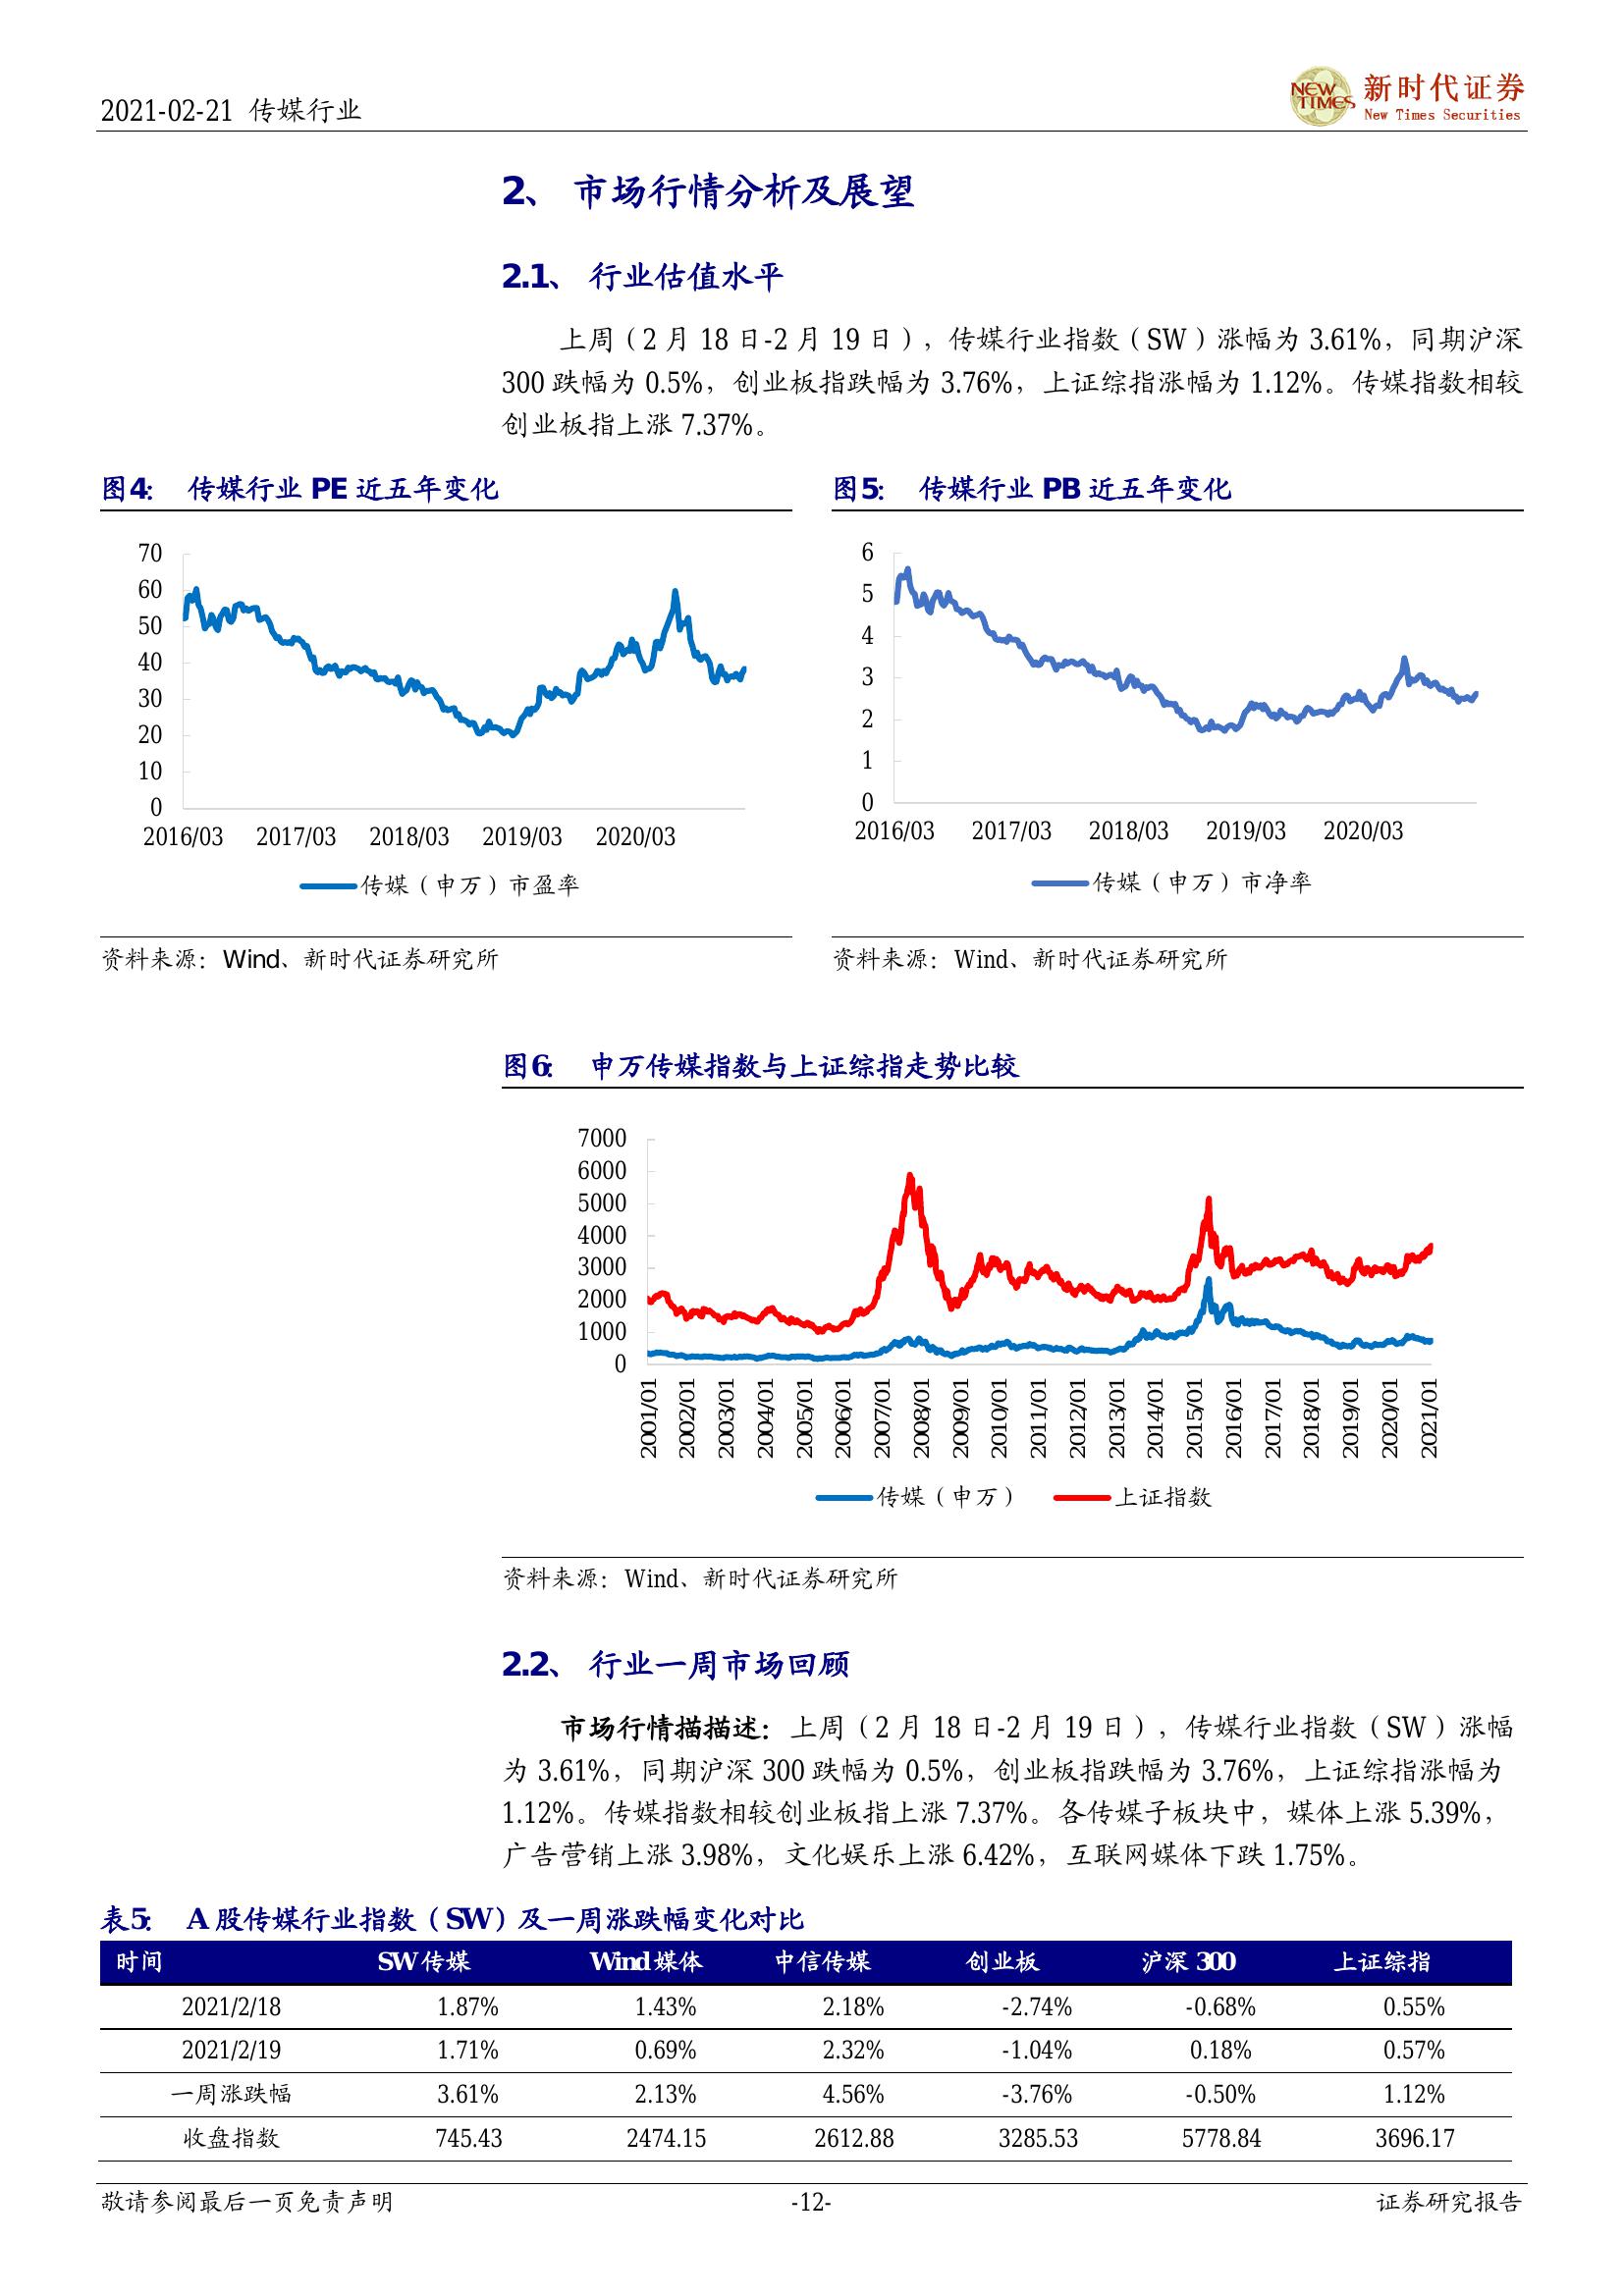 2021-02-21 传媒行业
NEW TIMES 新时代证券
New Times Securities
2、 市场行情分析及展望
2.1、 行业估值水平
上周（2 月 18 日-2 月 19 日），传媒行业指数（SW）涨幅为 3.61%，同期沪深
300 跌幅为 0.5%，创业板指跌幅为 3.76%，上证综指涨幅为 1.12%。传媒指数相较
创业板指上涨 7.37%。
图4： 传媒行业 PE 近五年变化
70
60
50
40
30
20
10
0
2016/03 2017/03 2018/03 2019/03 2020/03
传媒（申万）市盈率
资料来源：Wind、新时代证券研究所
图5： 传媒行业 PB 近五年变化
6
5
4
3
2
1
0
2016/03 2017/03 2018/03 2019/03 2020/03
传媒（申万）市净率
资料来源：Wind、新时代证券研究所
图6： 申万传媒指数与上证综指走势比较
7000
6000
5000
4000
3000
2000
1000
0
2001/01 2002/01 2003/01 2004/01 2005/01 2006/01 2007/01 2008/01 2009/01 2010/01 2011/01 2012/01 2013/01 2014/01 2015/01 2016/01 2017/01 2018/01 2019/01 2020/01 2021/01
传媒（申万） 上证指数
资料来源：Wind、新时代证券研究所
2.2、 行业一周市场回顾
市场行情描描述：上周（2 月 18 日-2 月 19 日），传媒行业指数（SW）涨幅
为 3.61%，同期沪深 300 跌幅为 0.5%，创业板指跌幅为 3.76%，上证综指涨幅为
1.12%。传媒指数相较创业板指上涨 7.37%。各传媒子板块中，媒体上涨 5.39%，
广告营销上涨 3.98%，文化娱乐上涨 6.42%，互联网媒体下跌 1.75%。
表5： A 股传媒行业指数（SW）及一周涨跌幅变化对比
时间 SW 传媒 Wind 媒体 中信传媒 创业板 沪深 300 上证综指
2021/2/18 1.87% 1.43% 2.18% -2.74% -0.68% 0.55%
2021/2/19 1.71% 0.69% 2.32% -1.04% 0.18% 0.57%
一周涨跌幅 3.61% 2.13% 4.56% -3.76% -0.50% 1.12%
收盘指数 745.43 2474.15 2612.88 3285.53 5778.84 3696.17
敬请参阅最后一页免责声明 -12- 证券研究报告